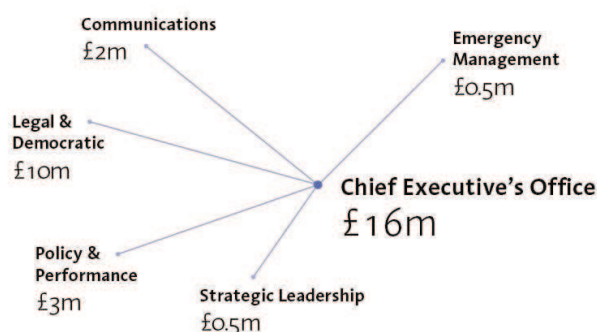 Communications
£2m
Emergency
Management
£0.5m
Legal &
Democratic
£10m
Chief Executive's Office
£16m
Policy &
Performance
£3m
Strategic Leadership
£0.5m